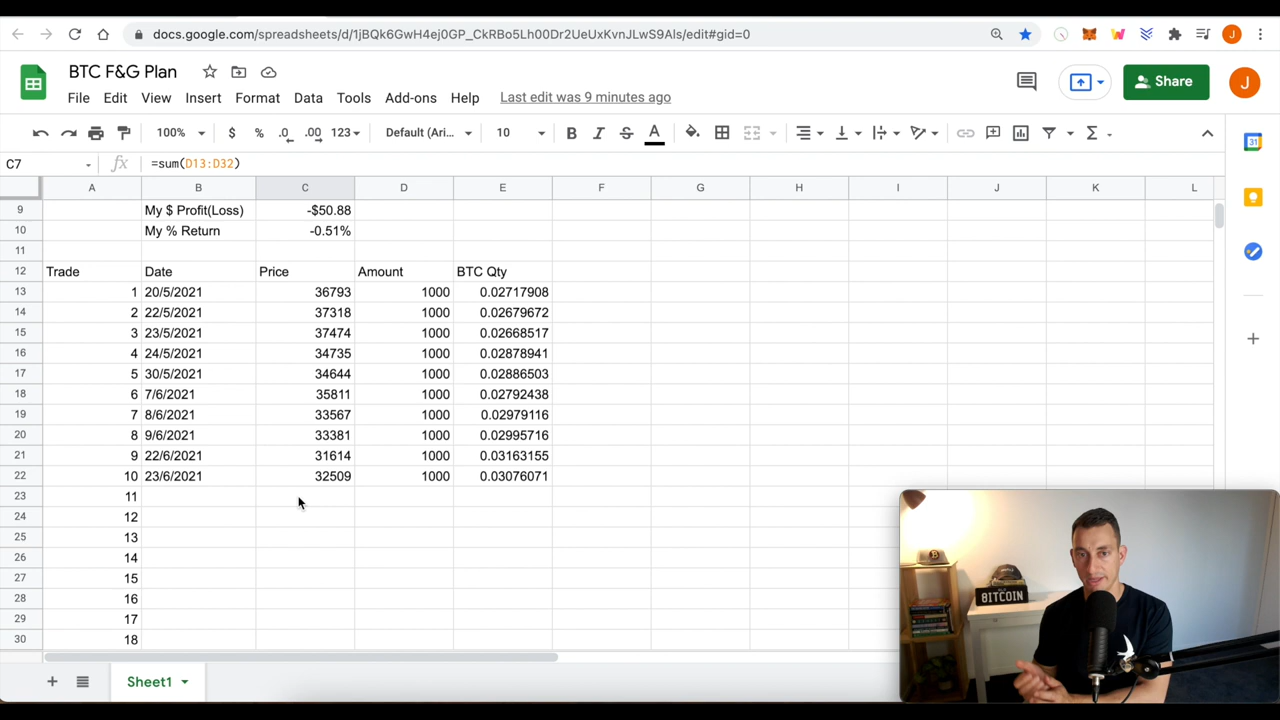 docs.google.com/spreadsheets/d/1jBQk6GwH4ej0GP_CkRBo5Lh00Dr2UeUxKvnJLwS9AIs/edit#gid=0
J
BTC F&G Plan
Share
J
File Edit View Insert Format Data Tools Add-ons Help Last edit was 9 minutes ago
100% $ % .0 .00 123 Default (Ari... 10 B I S A Σ
C7 fx =sum(D13:D32)
31
A B C D E F G H I J K L
9 My $ Profit(Loss) -$50.88
10 My % Return -0.51%
11
12 Trade Date Price Amount BTC Qty
13 1 20/5/2021 36793 1000 0.02717908
14 2 22/5/2021 37318 1000 0.02679672
15 3 23/5/2021 37474 1000 0.02668517
16 4 24/5/2021 34735 1000 0.02878941
17 5 30/5/2021 34644 1000 0.02886503
18 6 7/6/2021 35811 1000 0.02792438
19 7 8/6/2021 33567 1000 0.02979116
20 8 9/6/2021 33381 1000 0.02995716
21 9 22/6/2021 31614 1000 0.03163155
22 10 23/6/2021 32509 1000 0.03076071
23 11
24 12
25 13
26 14
27 15
28 16
29 17
30 18
BITCOIN
Sheet1